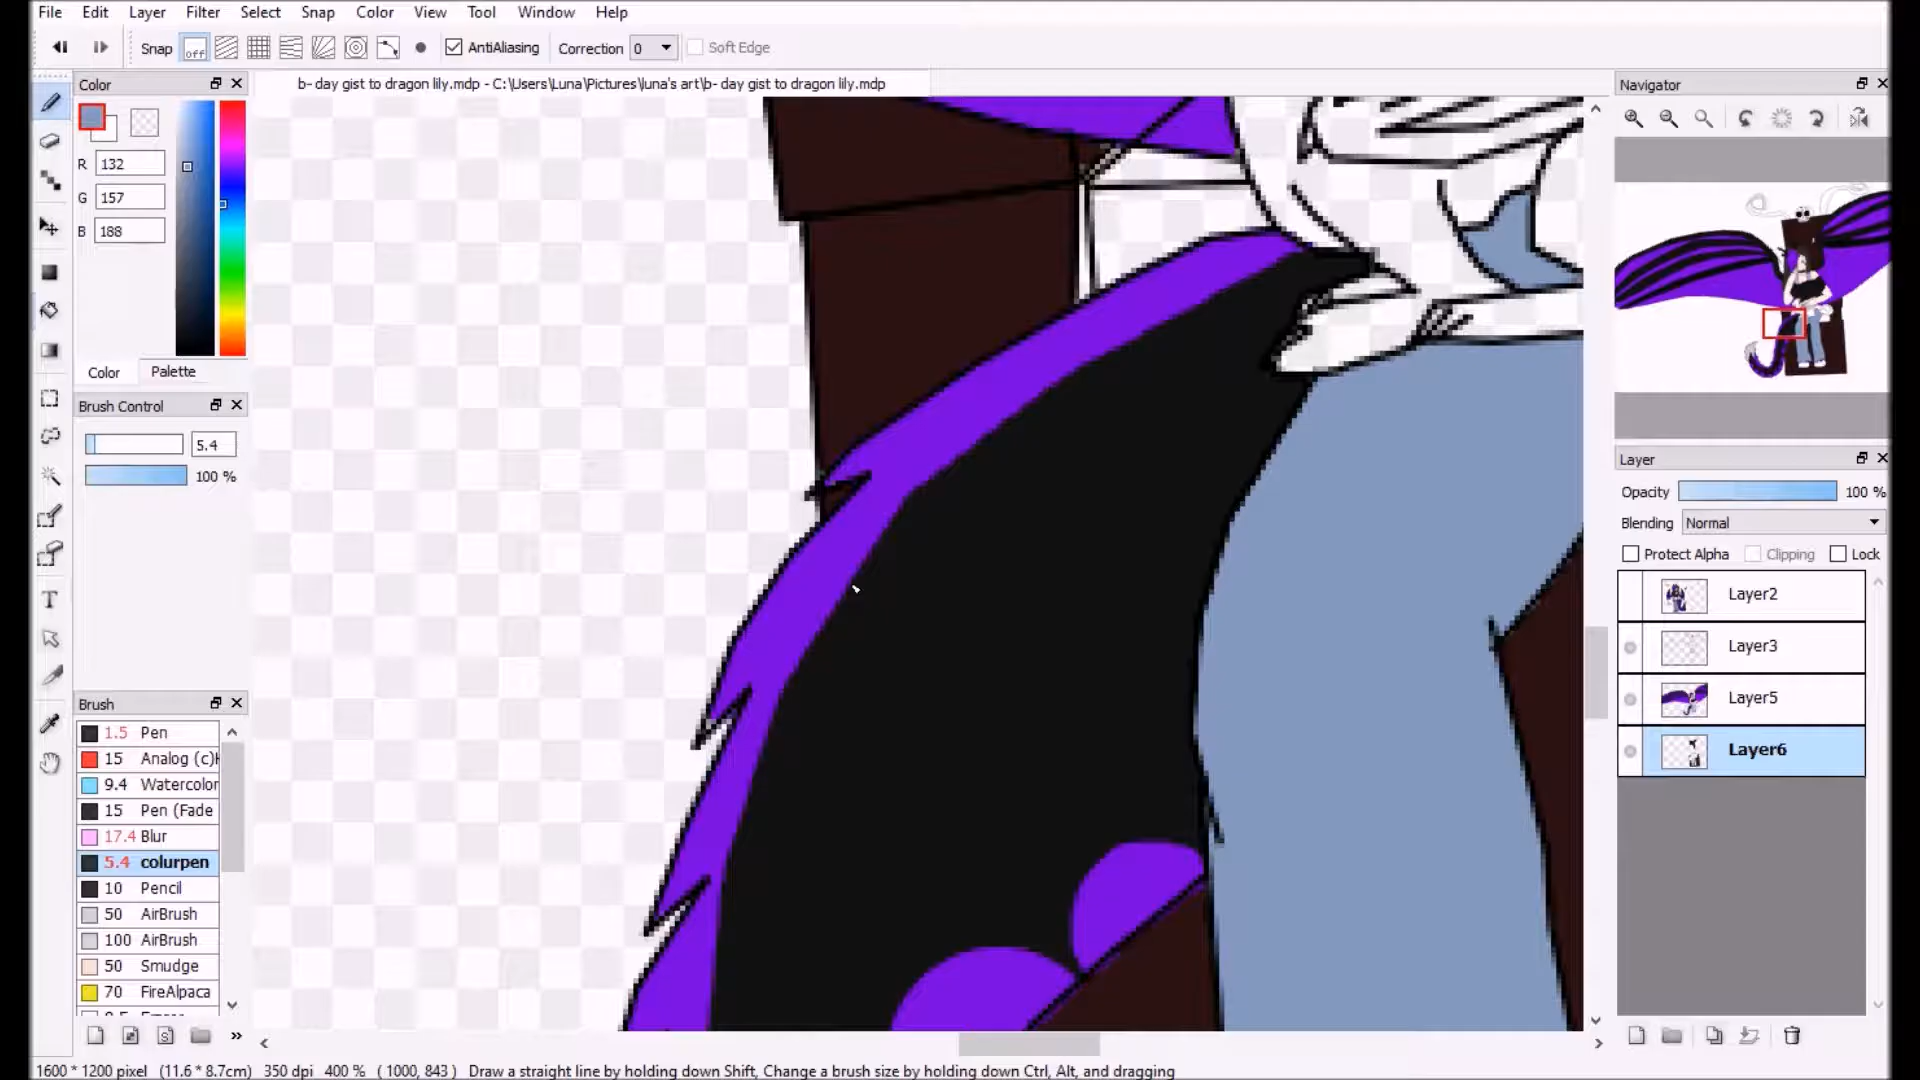 File Edit Layer Filter Select Snap Color View Tool Window Help
Snap off AntiAliasing Correction 0 Soft Edge
Color
b- day gist to dragon lily.mdp - C:\Users\Luna\Pictures\luna's art\b- day gist to dragon lily.mdp
Navigator
R 132
G 157
B 188
Color Palette
Brush Control
5.4
100 %
Brush
1.5 Pen
15 Analog (c)
9.4 Watercolor
15 Pen (Fade
17.4 Blur
5.4 colurpen
10 Pencil
50 AirBrush
100 AirBrush
50 Smudge
70 FireAlpaca
Layer
Opacity 100 %
Blending Normal
Protect Alpha Clipping Lock
Layer2
Layer3
Layer5
Layer6
1600 * 1200 pixel (11.6 * 8.7cm) 350 dpi 400 % ( 1000, 843 ) Draw a straight line by holding down Shift, Change a brush size by holding down Ctrl, Alt, and dragging